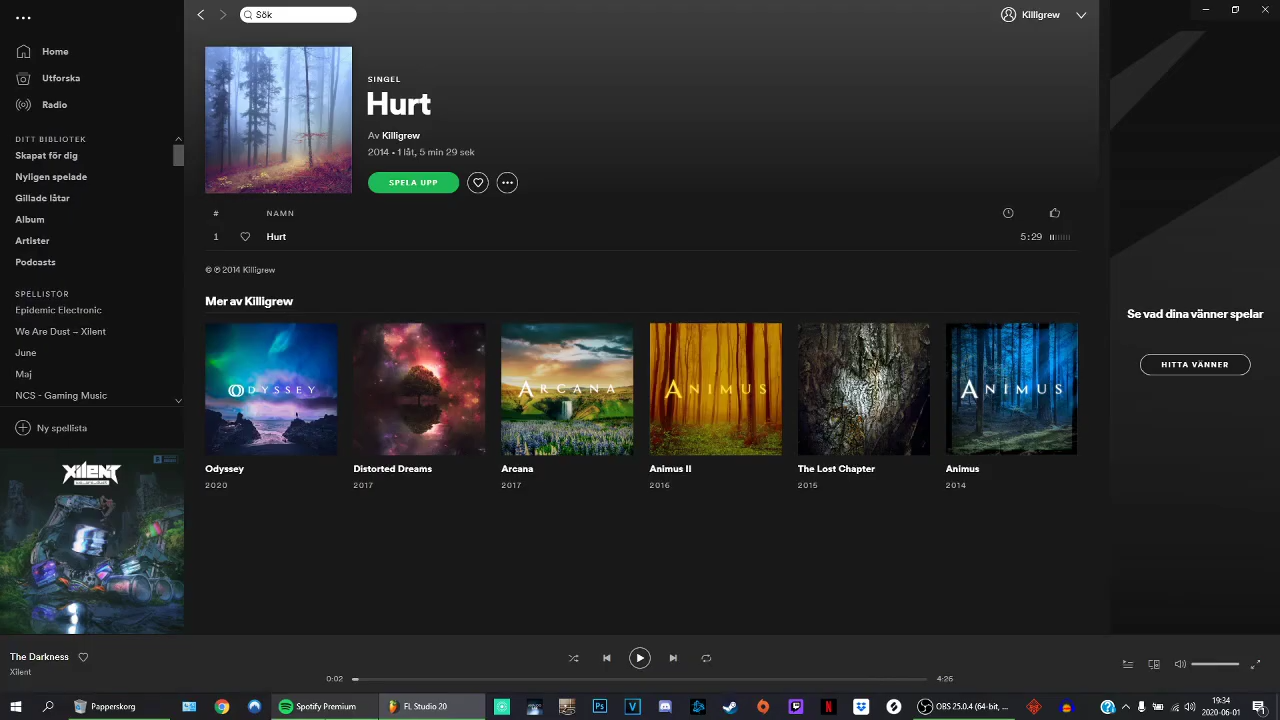 Sök
Killigrew
Home
Utforska
Radio
DITT BIBLIOTEK
Skapat för dig
Nyligen spelade
Gillade låtar
Album
Artister
Podcasts
SPELLISTOR
Epidemic Electronic
We Are Dust – Xilent
June
Maj
NCS - Gaming Music
Ny spellista
XILENT
SINGEL
Hurt
Av Killigrew
2014 • 1 låt, 5 min 29 sek
SPELA UPP
# NAMN
1 Hurt 5:29
© ℗ 2014 Killigrew
Mer av Killigrew
ODYSSEY
ARCANA
ANIMUS
ANIMUS
Odyssey
2020
Distorted Dreams
2017
Arcana
2017
Animus II
2016
The Lost Chapter
2015
Animus
2014
Se vad dina vänner spelar
HITTA VÄNNER
The Darkness
Xilent
0:02
4:26
Papperskorg
Spotify Premium
FL Studio 20
OBS 25.0.4 (64-bit, ...
19:34
2020-06-01